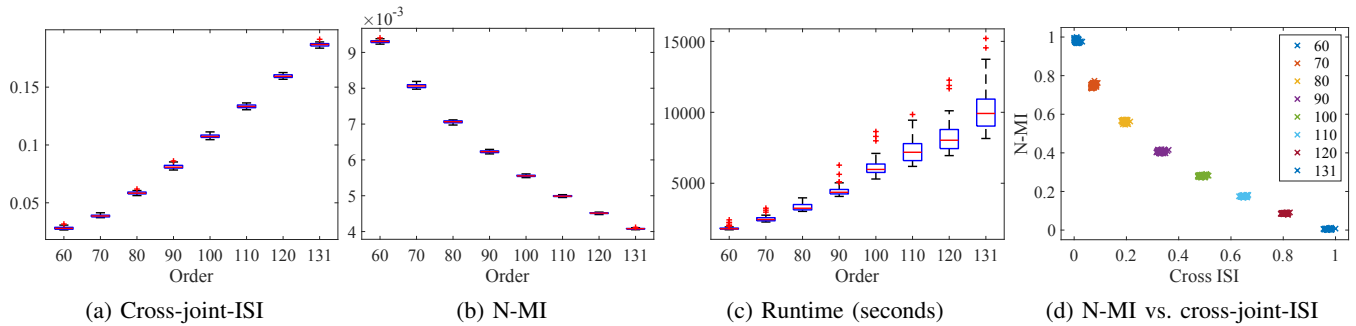 0.15
0.1
0.05
60 70 80 90 100 110 120 131
Order
(a) Cross-joint-ISI
×10⁻³
9
8
7
6
5
4
60 70 80 90 100 110 120 131
Order
(b) N-MI
15000
10000
5000
60 70 80 90 100 110 120 131
Order
(c) Runtime (seconds)
N-MI
1
0.8
0.6
0.4
0.2
0
0 0.2 0.4 0.6 0.8 1
Cross ISI
60
70
80
90
100
110
120
131
(d) N-MI vs. cross-joint-ISI